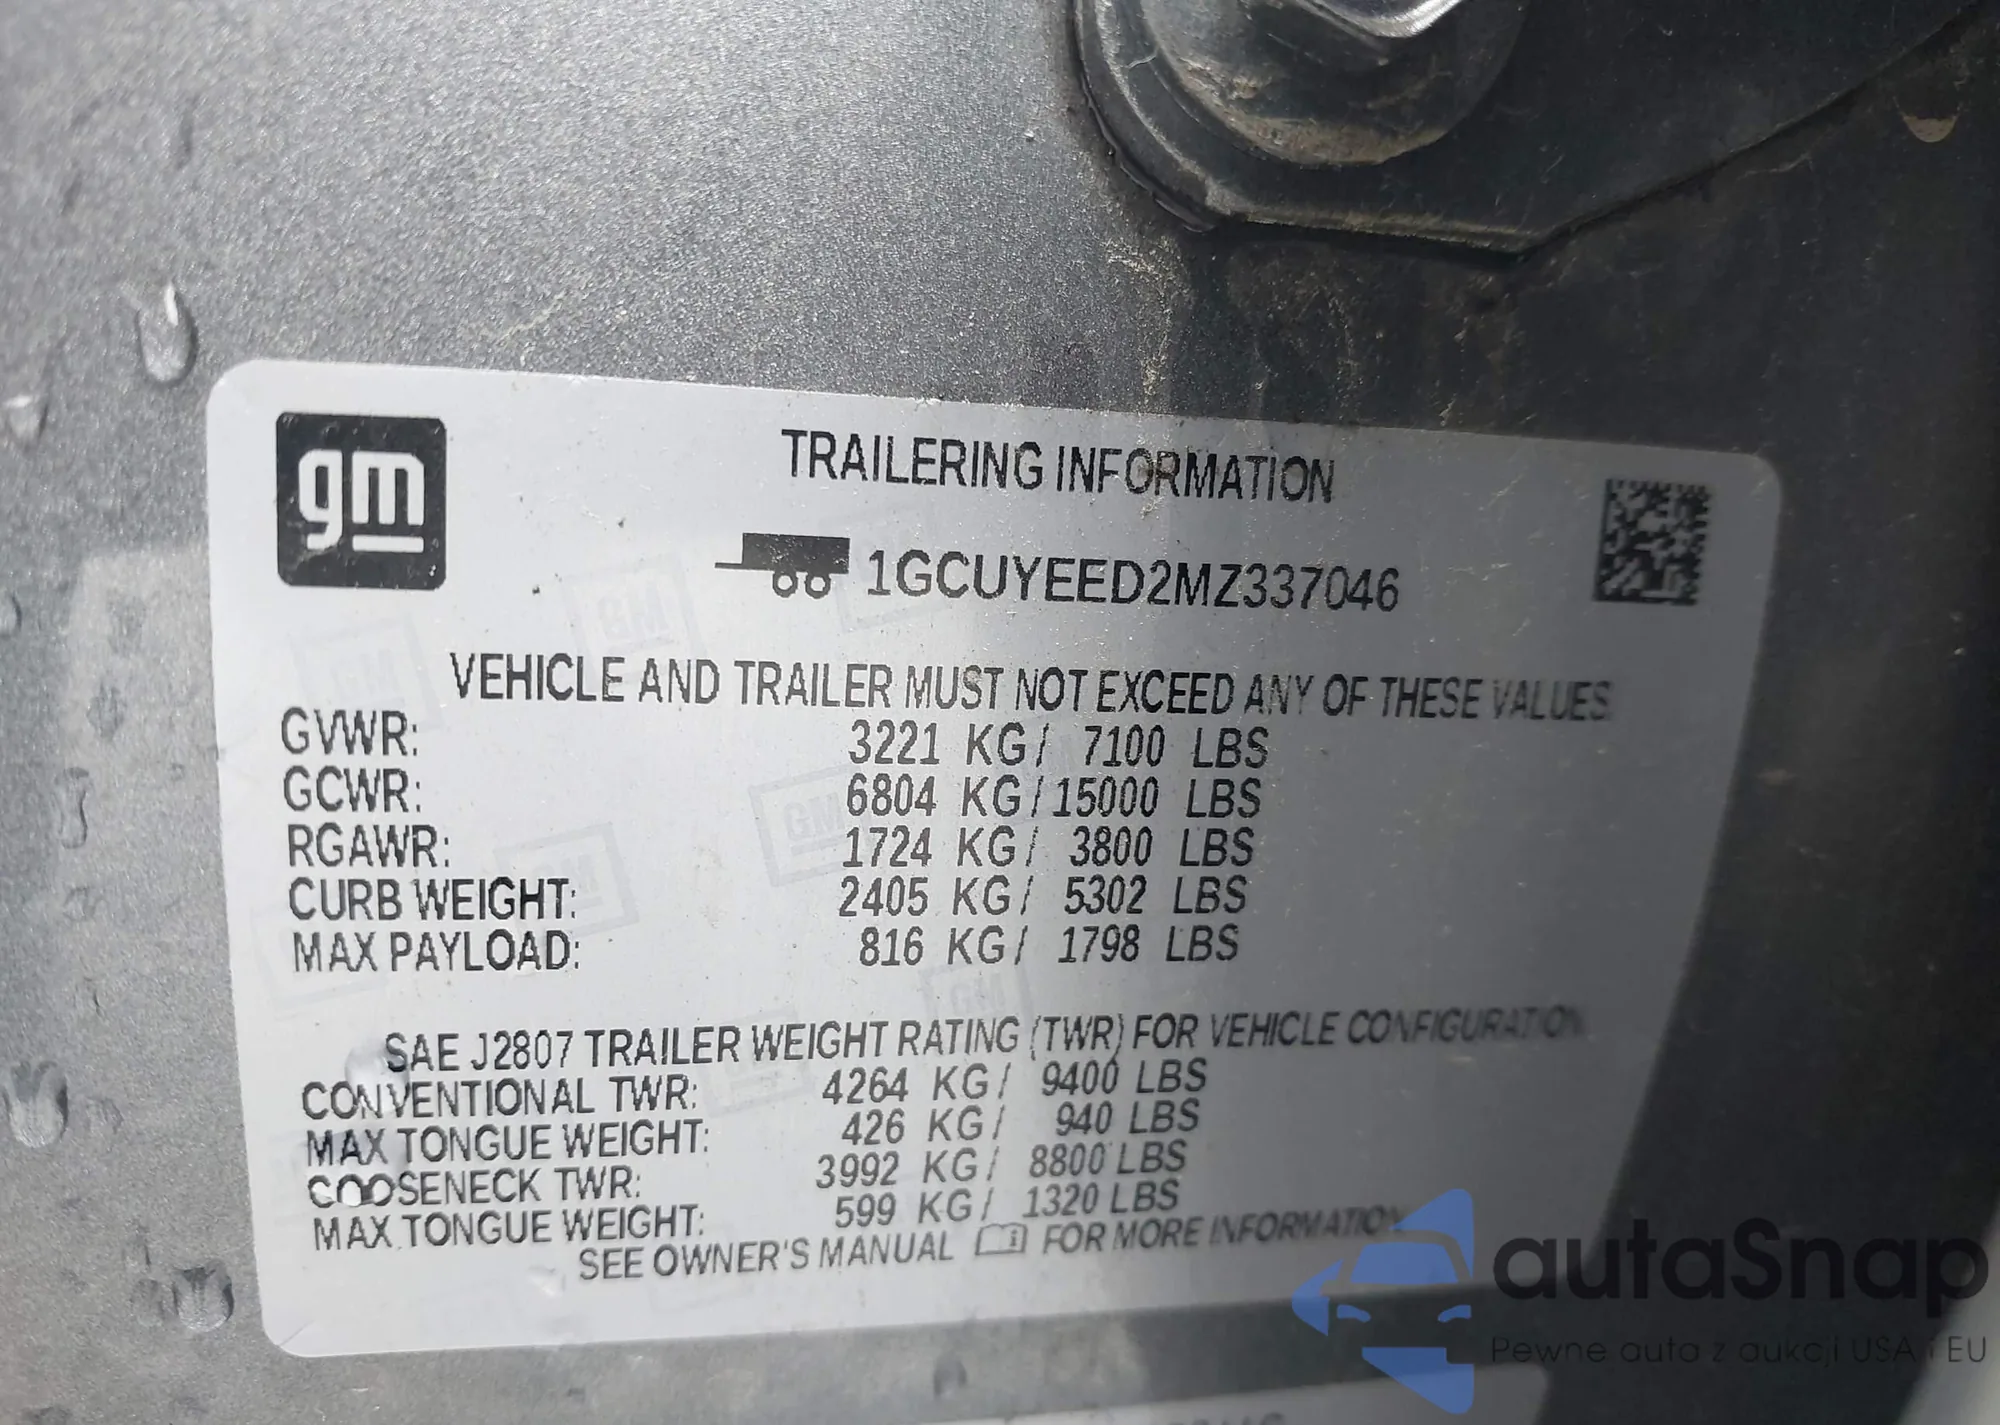 gm
TRAILERING INFORMATION
1GCUYEED2MZ337046
VEHICLE AND TRAILER MUST NOT EXCEED ANY OF THESE VALUES
GVWR: 3221 KG/ 7100 LBS
GCWR: 6804 KG/15000 LBS
RGAWR: 1724 KG/ 3800 LBS
CURB WEIGHT: 2405 KG/ 5302 LBS
MAX PAYLOAD: 816 KG/ 1798 LBS
SAE J2807 TRAILER WEIGHT RATING (TWR) FOR VEHICLE CONFIGURATION
CONVENTIONAL TWR: 4264 KG/ 9400 LBS
MAX TONGUE WEIGHT: 426 KG/ 940 LBS
GOOSENECK TWR: 3992 KG/ 8800 LBS
MAX TONGUE WEIGHT: 599 KG/ 1320 LBS
SEE OWNER'S MANUAL FOR MORE INFORMATION
autaSnap
Pewne auta z aukcji USA i EU